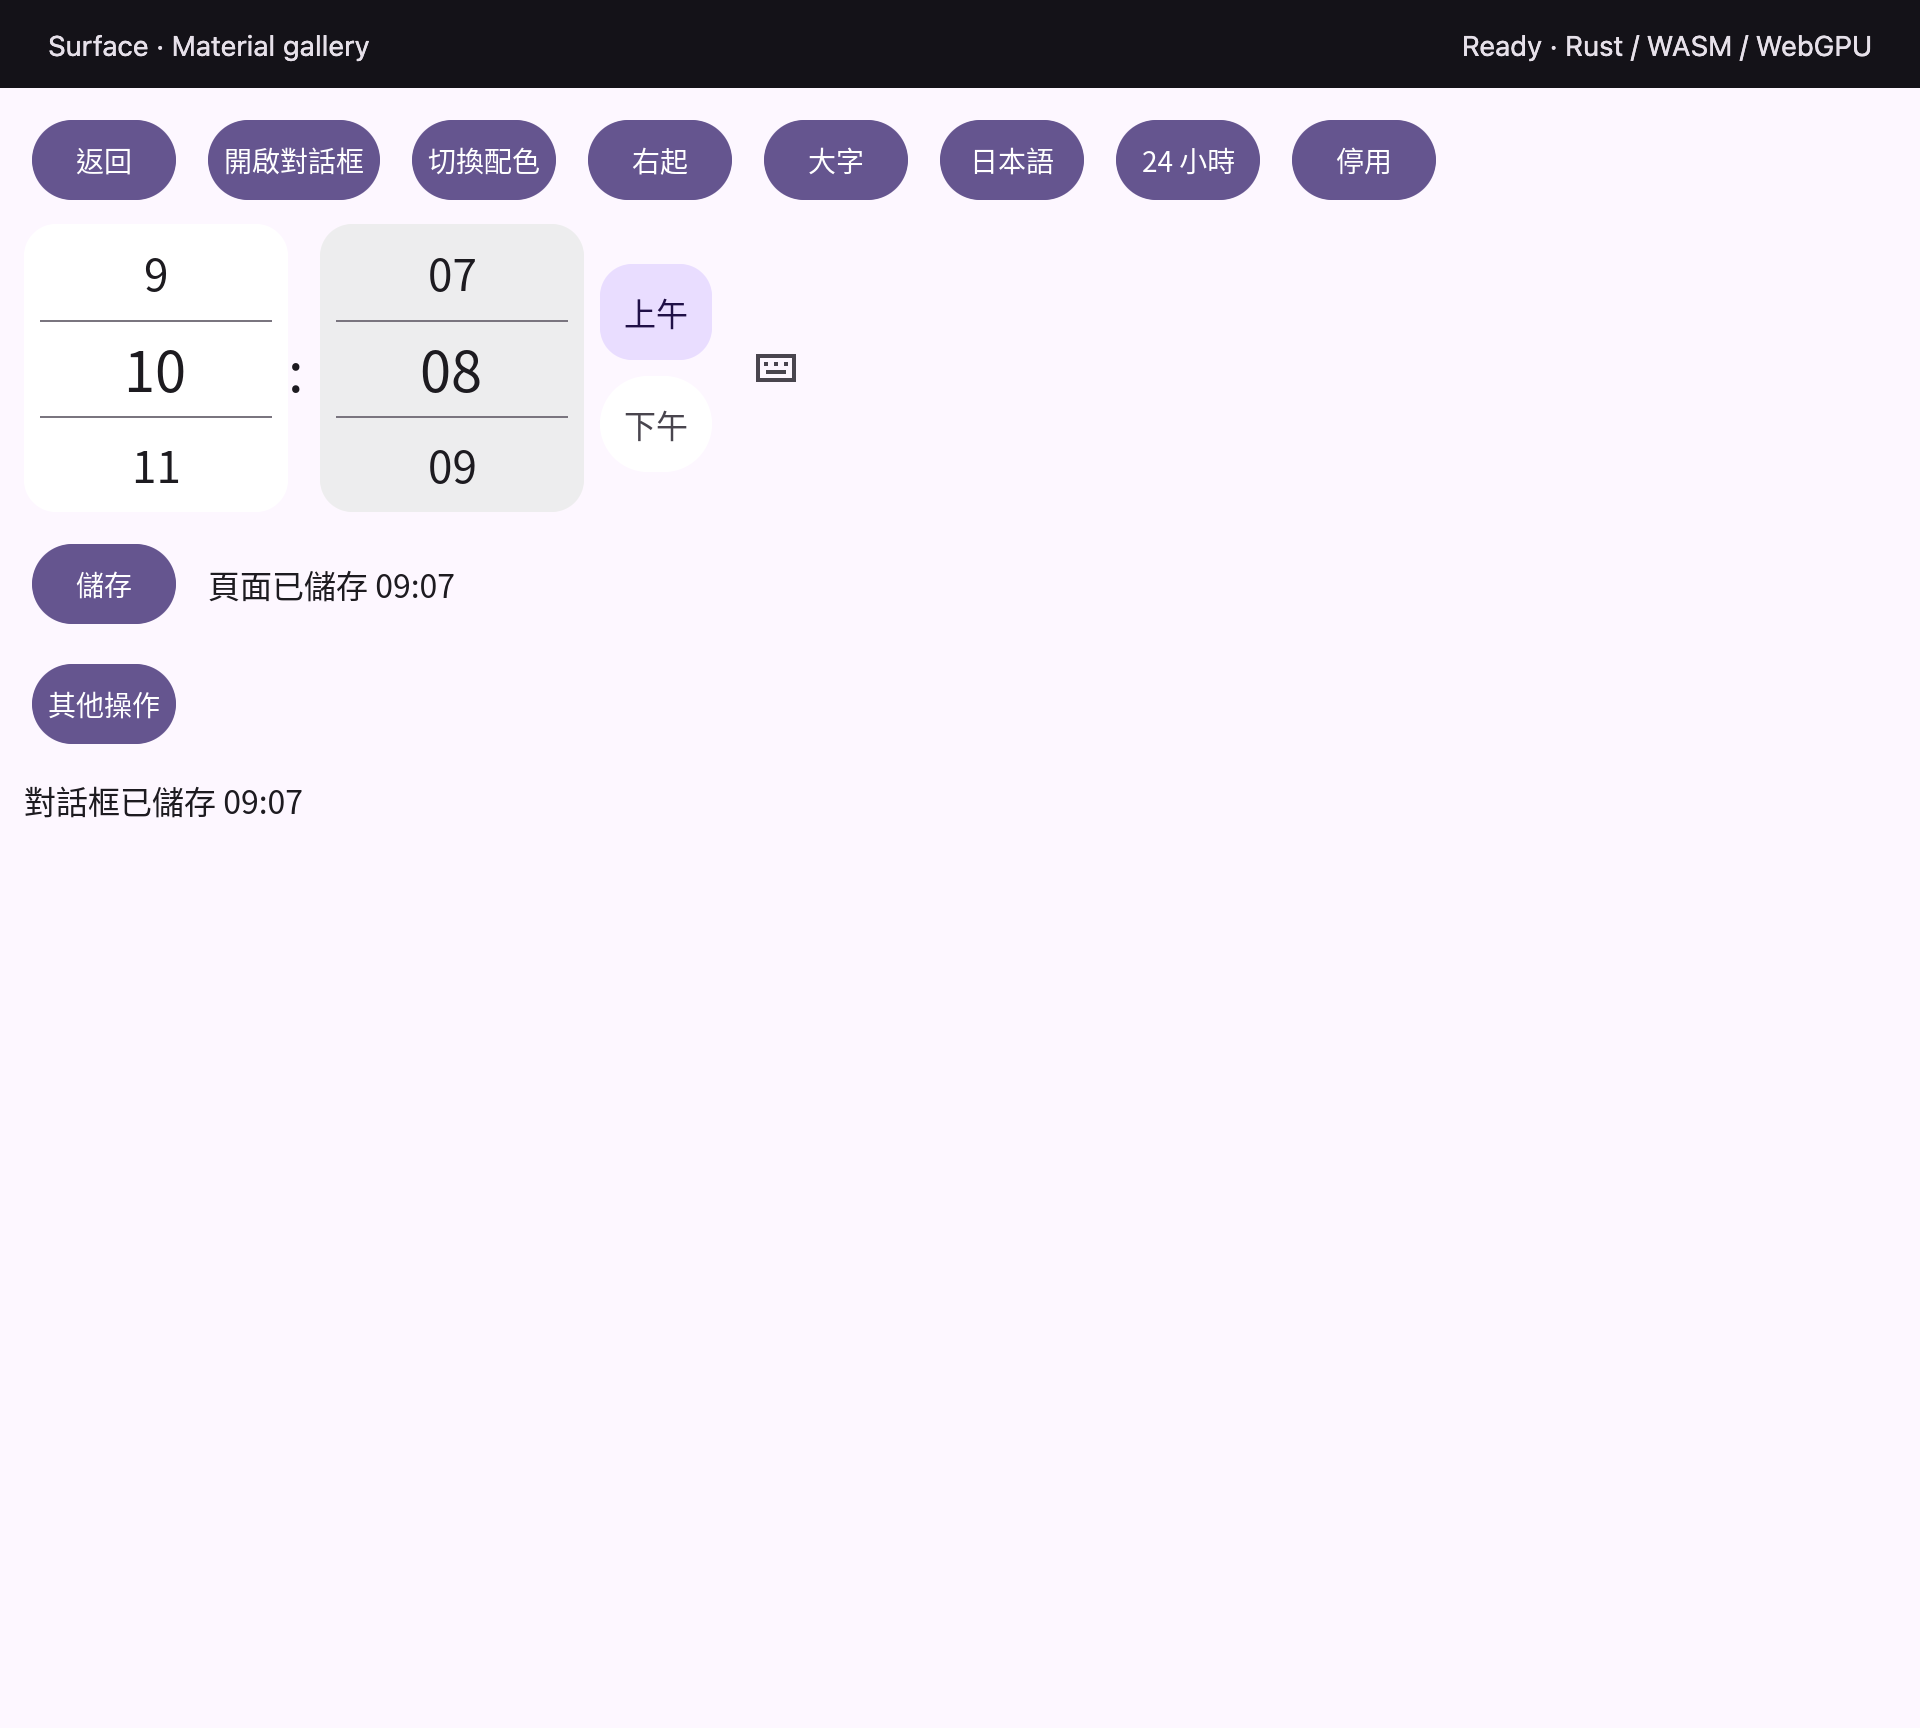 Surface · Material gallery
Ready · Rust / WASM / WebGPU
返回
開啟對話框
切換配色
右起
大字
日本語
24 小時
停用
9
07
10
:
08
11
09
上午
下午
儲存
頁面已儲存 09:07
其他操作
對話框已儲存 09:07